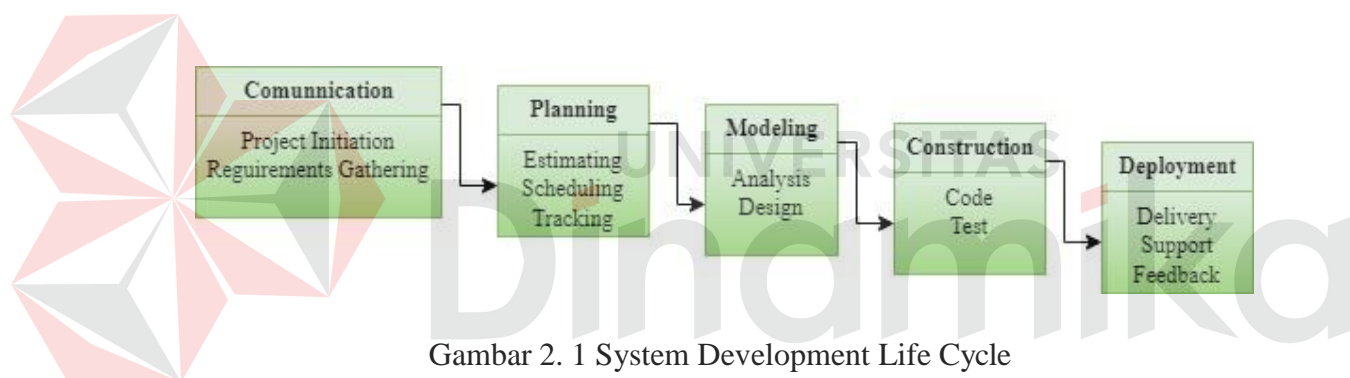 Comunnication
Project Initiation
Reguirements Gathering
Planning
Estimating
Scheduling
Tracking
Modeling
Analysis
Design
Construction
Code
Test
Deployment
Delivery
Support
Feedback
UNIVERSITAS
Dinamika
Gambar 2. 1 System Development Life Cycle